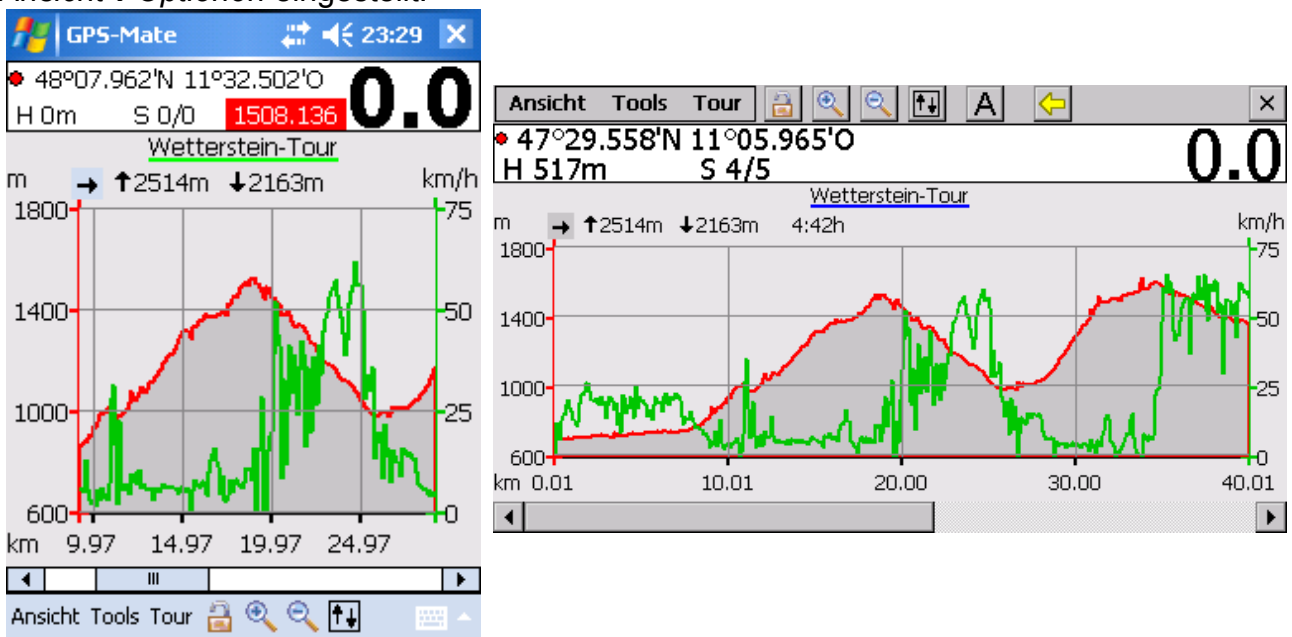 Ansicht Optionen eingestellt.
GPS-Mate 23:29
48°07.962'N 11°32.502'O
H 0m S 0/0 1508.136 0.0
Wetterstein-Tour
m → ↑2514m ↓2163m km/h
1800 75
1400 50
1000 25
600 0
km 9.97 14.97 19.97 24.97
Ansicht Tools Tour
Ansicht Tools Tour A
47°29.558'N 11°05.965'O
H 517m S 4/5 0.0
Wetterstein-Tour
m → ↑2514m ↓2163m 4:42h km/h
1800 75
1400 50
1000 25
600 0
km 0.01 10.01 20.00 30.00 40.01